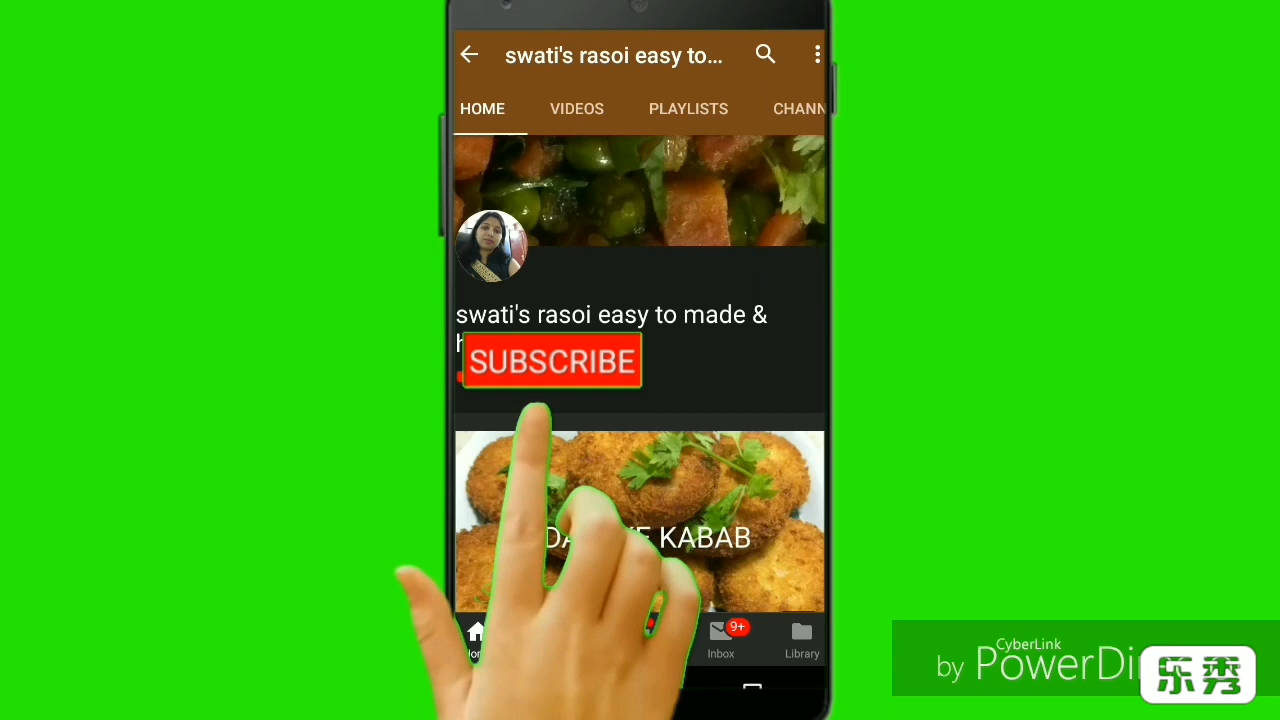 swati's rasoi easy to...
HOME VIDEOS PLAYLISTS CHANN
swati's rasoi easy to made &
SUBSCRIBE
KABAB
9+
Inbox Library
CyberLink
by PowerDi
乐秀